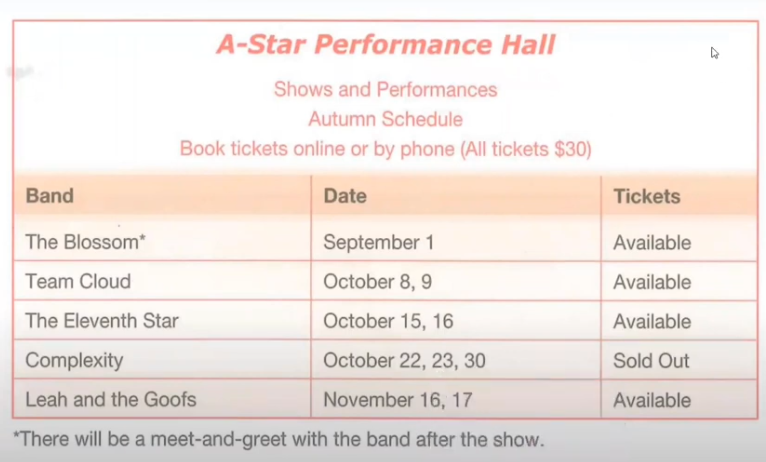 A-Star Performance Hall
Shows and Performances
Autumn Schedule
Book tickets online or by phone (All tickets $30)
Band Date Tickets
The Blossom* September 1 Available
Team Cloud October 8, 9 Available
The Eleventh Star October 15, 16 Available
Complexity October 22, 23, 30 Sold Out
Leah and the Goofs November 16, 17 Available
*There will be a meet-and-greet with the band after the show.